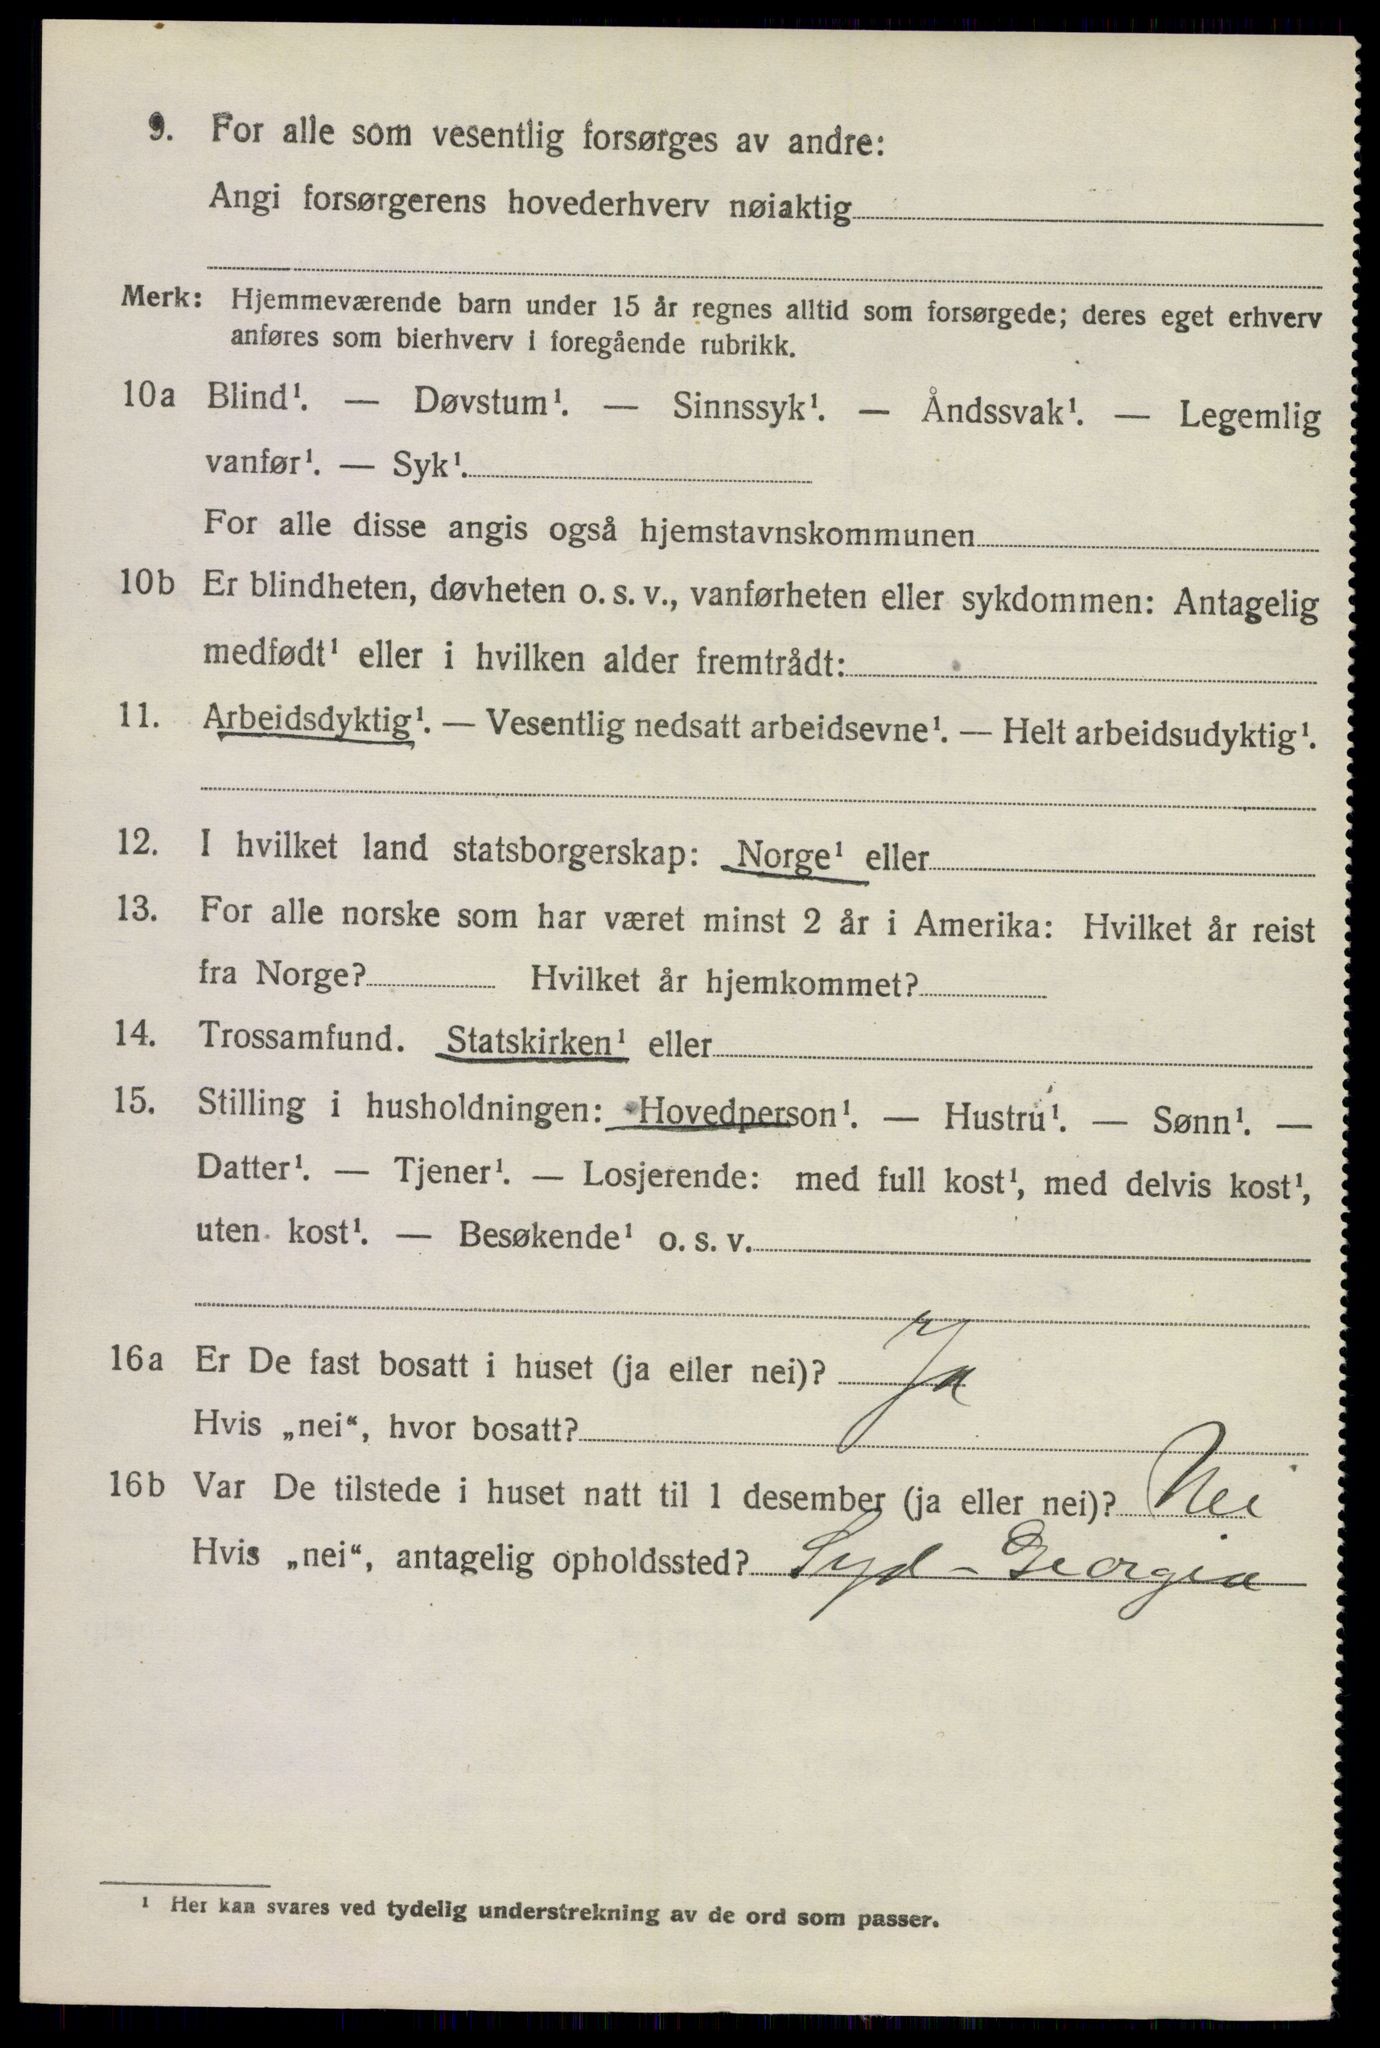 9. For alle som vesentlig forsørges av andre:
Angi forsørgerens hovederhverv nøiaktig
Merk: Hjemmeværende barn under 15 år regnes alltid som forsørgede; deres eget erhverv
anføres som bierhverv i foregående rubrikk.
10a Blind¹. — Døvstum¹. — Sinnssyk¹. — Åndssvak¹. — Legemlig
vanfør¹. — Syk¹.
For alle disse angis også hjemstavnskommunen
10b Er blindheten, døvheten o. s. v., vanførheten eller sykdommen: Antagelig
medfødt¹ eller i hvilken alder fremtrådt:
11. Arbeidsdyktig¹. — Vesentlig nedsatt arbeidsevne¹. — Helt arbeidsudyktig¹.
12. I hvilket land statsborgerskap: Norge¹ eller
13. For alle norske som har været minst 2 år i Amerika: Hvilket år reist
fra Norge? Hvilket år hjemkommet?
14. Trossamfund. Statskirken¹ eller
15. Stilling i husholdningen: Hovedperson¹. — Hustru¹. — Sønn¹. —
Datter¹. — Tjener¹. — Losjerende: med full kost¹, med delvis kost¹,
uten kost¹. — Besøkende¹ o. s. v.
16a Er De fast bosatt i huset (ja eller nei)? Ja
Hvis „nei“, hvor bosatt?
16b Var De tilstede i huset natt til 1 desember (ja eller nei)? Nei
Hvis „nei“, antagelig opholdssted? Syd-Georgia
¹ Her kan svares ved tydelig understrekning av de ord som passer.